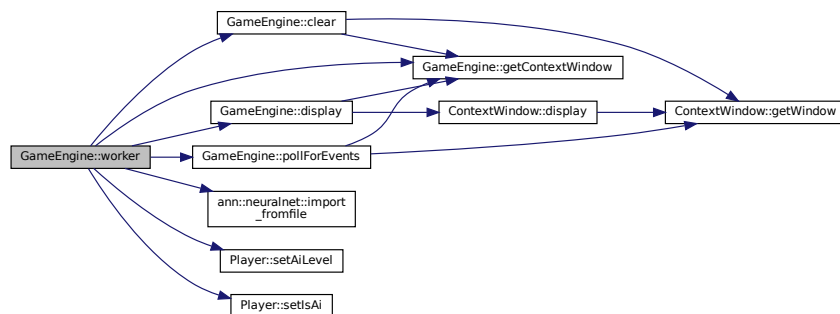 GameEngine::clear
GameEngine::getContextWindow
GameEngine::display
ContextWindow::display
ContextWindow::getWindow
GameEngine::worker
GameEngine::pollForEvents
ann::neuralnet::import
_fromfile
Player::setAiLevel
Player::setIsAi